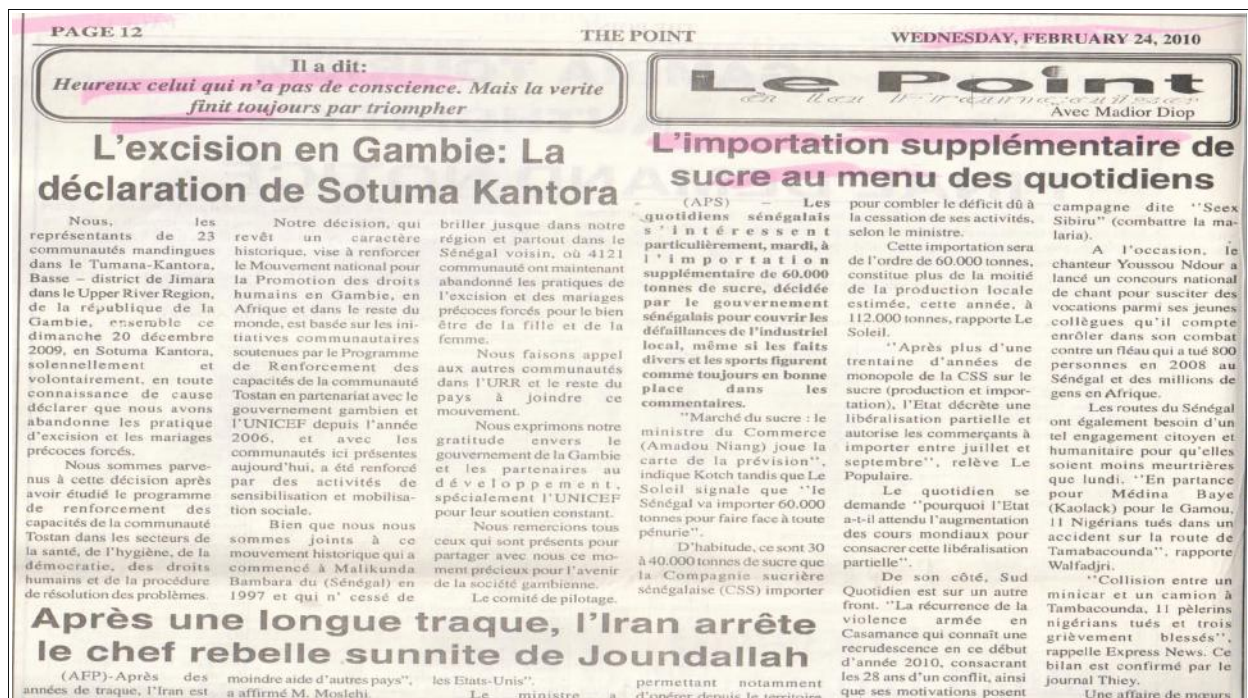 PAGE 12
THE POINT
WEDNESDAY, FEBRUARY 24, 2010
Il a dit:
Heureux celui qui n'a pas de conscience. Mais la verite
finit toujours par triompher
Le Point
Avec Madior Diop
L'excision en Gambie: La
déclaration de Sotuma Kantora
Nous, les
représentants de 23
communautés mandingues
dans le Tumana-Kantora,
Basse – district de Jimara
dans le Upper River Region,
de la république de la
Gambie, ensemble ce
dimanche 20 décembre
2009, en Sotuma Kantora,
solennellement et
volontairement, en toute
connaissance de cause
déclarer que nous avons
abandonne les pratique
d'excision et les mariages
précoces forcés.
Nous sommes parve-
nus à cette décision après
avoir étudié le programme
de renforcement des
capacités de la communauté
Tostan dans les secteurs de
la santé, de l'hygiène, de la
démocratie, des droits
humains et de la procédure
de résolution des problèmes.
Notre décision, qui
revêt un caractère
historique, vise à renforcer
le Mouvement national pour
la Promotion des droits
humains en Gambie, en
Afrique et dans le reste du
monde, est basée sur les ini-
tiatives communautaires
soutenues par le Programme
de Renforcement des
capacités de la communauté
Tostan en partenariat avec le
gouvernement gambien et
l'UNICEF depuis l'année
2006, et avec les
communautés ici présentes
aujourd'hui, a été renforcé
par des activités de
sensibilisation et mobilisa-
tion sociale.
Bien que nous nous
sommes joints à ce
mouvement historique qui a
commencé à Malikunda
Bambara du (Sénégal) en
1997 et qui n' cessé de
briller jusque dans notre
région et partout dans le
Sénégal voisin, où 4121
communauté ont maintenant
abandonné les pratiques de
l'excision et des mariages
précoces forcés pour le bien
être de la fille et de la
femme.
Nous faisons appel
aux autres communautés
dans l'URR et le reste du
pays à joindre ce
mouvement.
Nous exprimons notre
gratitude envers le
gouvernement de la Gambie
et les partenaires au
développement,
spécialement l'UNICEF
pour leur soutien constant.
Nous remercions tous
ceux qui sont présents pour
partager avec nous ce mo-
ment précieux pour l'avenir
de la société gambienne.
Le comité de pilotage.
L'importation supplémentaire de
sucre au menu des quotidiens
(APS) – Les
quotidiens sénégalais
s'intéressent
particulièrement, mardi, à
l'importation
supplémentaire de 60.000
tonnes de sucre, décidée
par le gouvernement
sénégalais pour couvrir les
défaillances de l'industriel
local, même si les faits
divers et les sports figurent
comme toujours en bonne
place dans les
commentaires.
"Marché du sucre : le
ministre du Commerce
(Amadou Niang) joue la
carte de la prévision",
indique Kotch tandis que Le
Soleil signale que "le
Sénégal va importer 60.000
tonnes pour faire face à toute
pénurie".
D'habitude, ce sont 30
à 40.000 tonnes de sucre que
la Compagnie sucrière
sénégalaise (CSS) importer
pour combler le déficit dû à
la cessation de ses activités,
selon le ministre.
Cette importation sera
de l'ordre de 60.000 tonnes,
constitue plus de la moitié
de la production locale
estimée, cette année, à
112.000 tonnes, rapporte Le
Soleil.
"Après plus d'une
trentaine d'années de
monopole de la CSS sur le
sucre (production et impor-
tation), l'Etat décrète une
libéralisation partielle et
autorise les commerçants à
importer entre juillet et
septembre", relève Le
Populaire.
Le quotidien se
demande "pourquoi l'Etat
a-t-il attendu l'augmentation
des cours mondiaux pour
consacrer cette libéralisation
partielle".
De son côté, Sud
Quotidien est sur un autre
front. "La récurrence de la
violence armée en
Casamance qui connaît une
recrudescence en ce début
d'année 2010, consacrant
les 28 ans d'un conflit, ainsi
que ses motivations posent
campagne dite "Seex
Sibiru" (combattre la ma-
laria).
A l'occasion, le
chanteur Youssou Ndour a
lancé un concours national
de chant pour susciter des
vocations parmi ses jeunes
collègues qu'il compte
enrôler dans son combat
contre un fléau qui a tué 800
personnes en 2008 au
Sénégal et des millions de
gens en Afrique.
Les routes du Sénégal
ont également besoin d'un
tel engagement citoyen et
humanitaire pour qu'elles
soient moins meurtrières
que lundi. "En partance
pour Médina Baye
(Kaolack) pour le Gamou,
11 Nigérians tués dans un
accident sur la route de
Tamabacounda", rapporte
Walfadjri.
"Collision entre un
minicar et un camion à
Tambacounda, 11 pèlerins
nigérians tués et trois
grièvement blessés",
rappelle Express News. Ce
bilan est confirmé par le
journal Thiey.
Une affaire de mœurs
Après une longue traque, l'Iran arrête
le chef rebelle sunnite de Joundallah
(AFP)-Après des
années de traque, l'Iran est
moindre aide d'autres pays",
a affirmé M. Moslehi.
les Etats-Unis".
Le ministre a
permettant notamment
d'opérer depuis le territoire